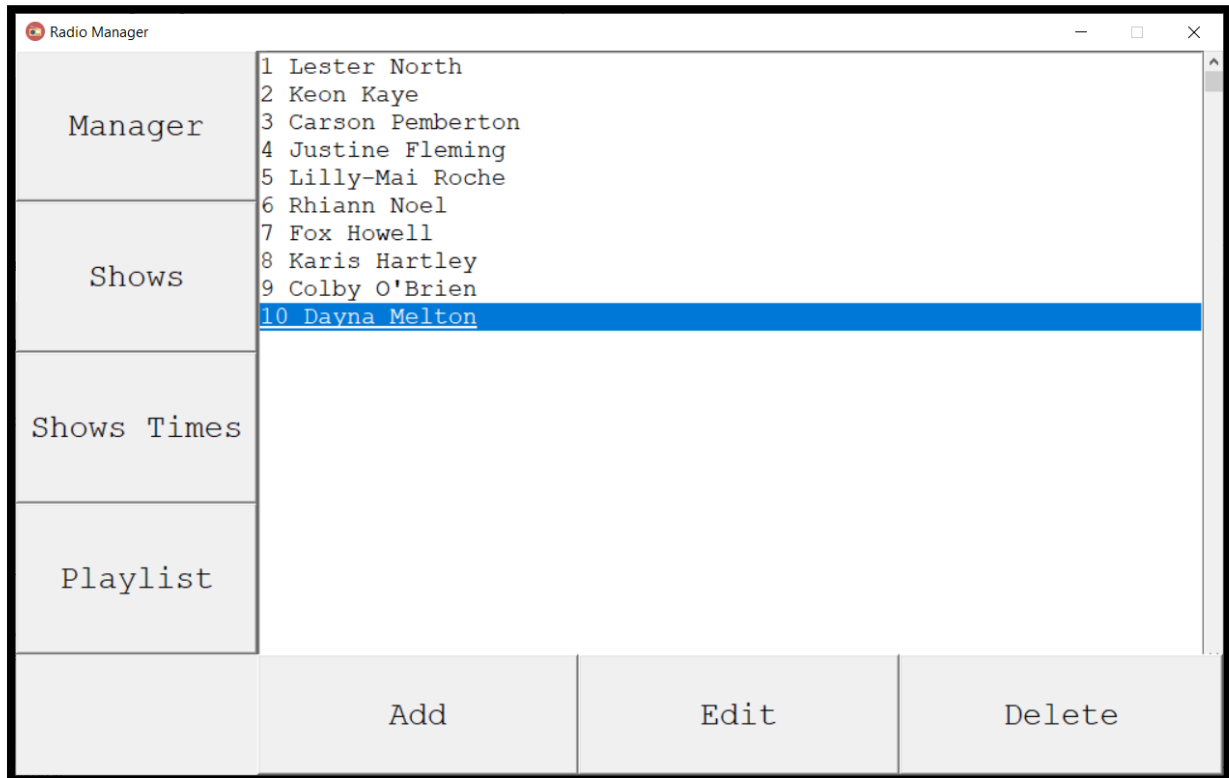 Radio Manager
Manager
Shows
Shows Times
Playlist
1 Lester North
2 Keon Kaye
3 Carson Pemberton
4 Justine Fleming
5 Lilly-Mai Roche
6 Rhiann Noel
7 Fox Howell
8 Karis Hartley
9 Colby O'Brien
10 Dayna Melton
Add
Edit
Delete